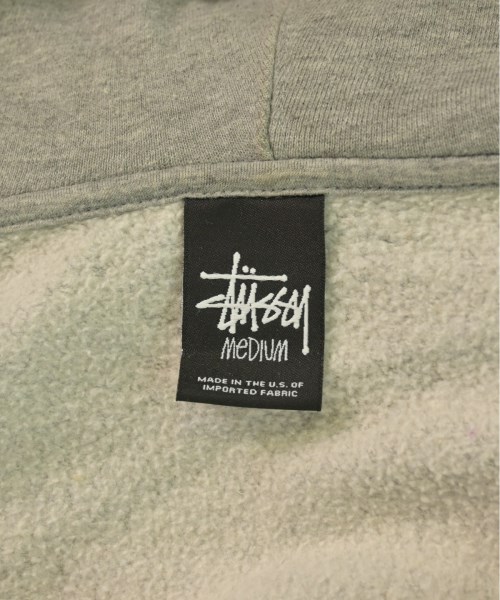 Stüssy
MEDIUM
MADE IN THE U.S. OF
IMPORTED FABRIC